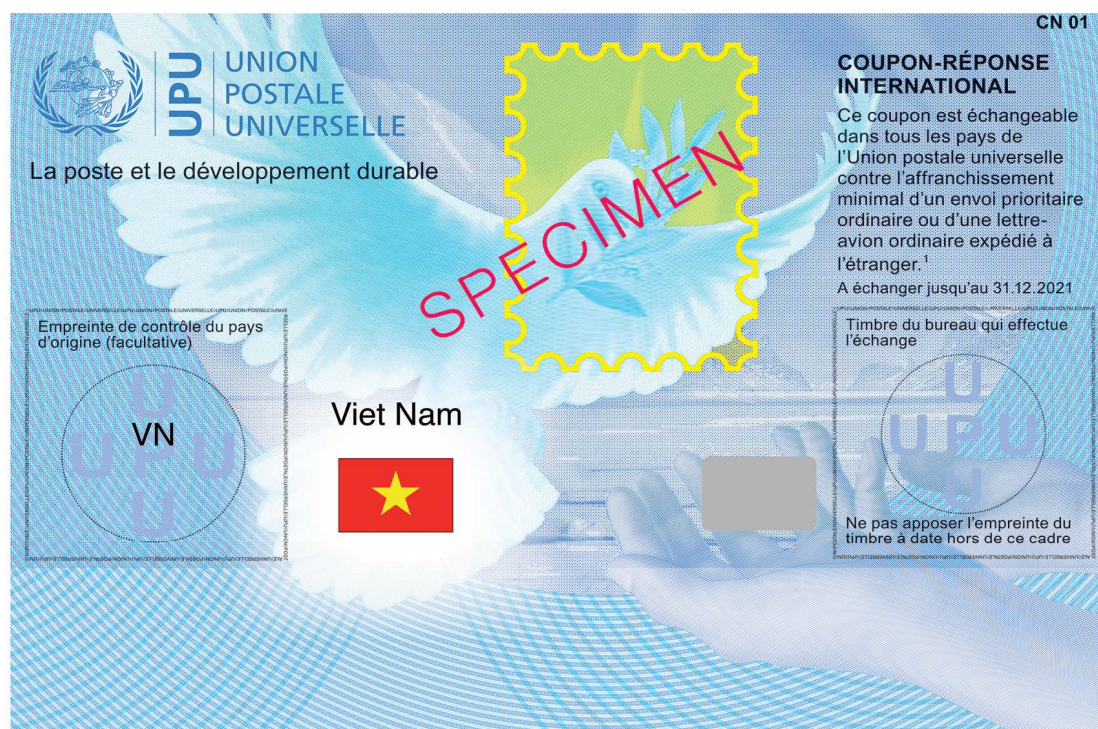 CN 01
UPU
UNION
POSTALE
UNIVERSELLE
La poste et le développement durable
COUPON-RÉPONSE
INTERNATIONAL
Ce coupon est échangeable
dans tous les pays de
l'Union postale universelle
contre l'affranchissement
minimal d'un envoi prioritaire
ordinaire ou d'une lettre-
avion ordinaire expédié à
l'étranger.¹
A échanger jusqu'au 31.12.2021
SPECIMEN
Empreinte de contrôle du pays
d'origine (facultative)
U
UPU
U
VN
Viet Nam
Timbre du bureau qui effectue
l'échange
U
UPU
U
Ne pas apposer l'empreinte du
timbre à date hors de ce cadre